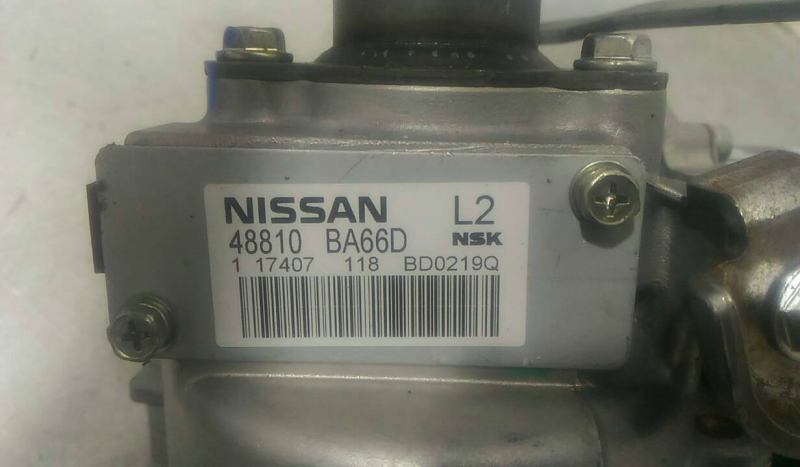 NISSAN L2
48810 BA66D NSK
1 17407 118 BD0219Q